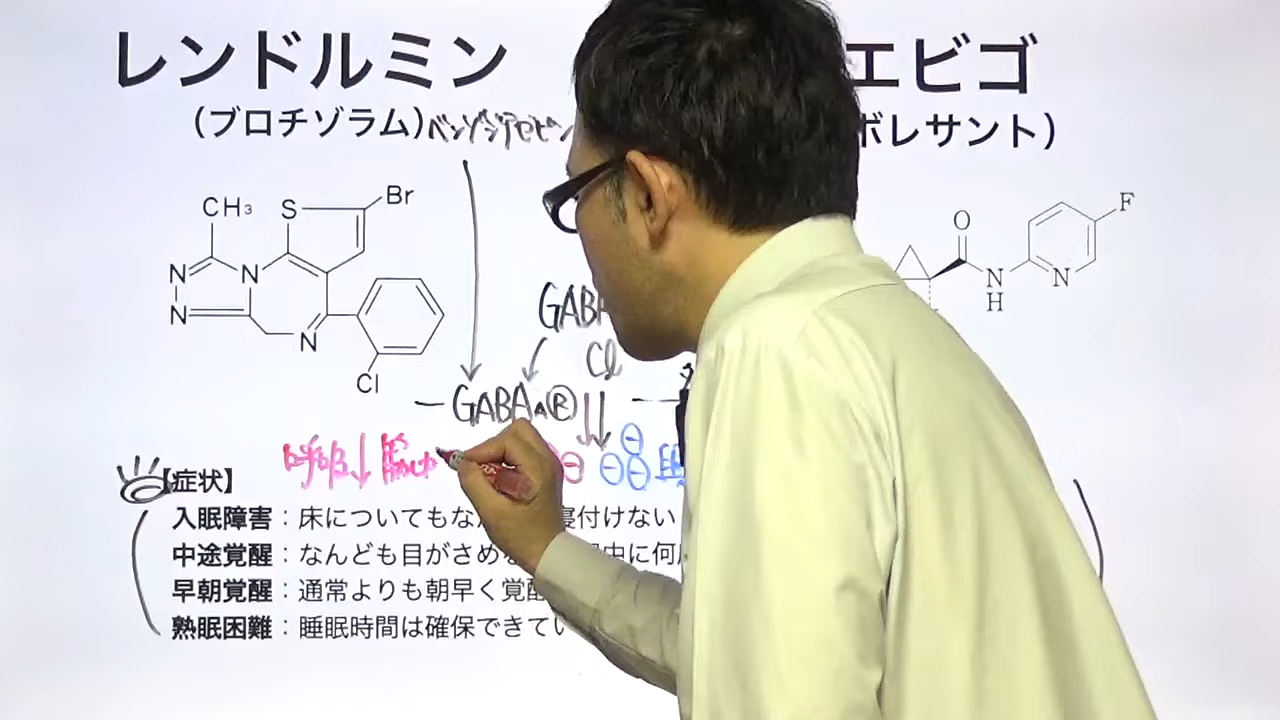 レンドルミン
エビゴ
(ブロチゾラム)ベンゾジアゼピン
ボレサント)
CH₃ S Br
N N
N N
Cl
O F
N
H N
GABA
Cl
GABA A Ⓡ
呼吸↓ 筋
⊖ ⊖ ⊖⊖
【症状】
入眠障害：床についてもな 寝付けない
中途覚醒：なんども目がさめ 中に何
早朝覚醒：通常よりも朝早く覚醒
熟眠困難：睡眠時間は確保できてい